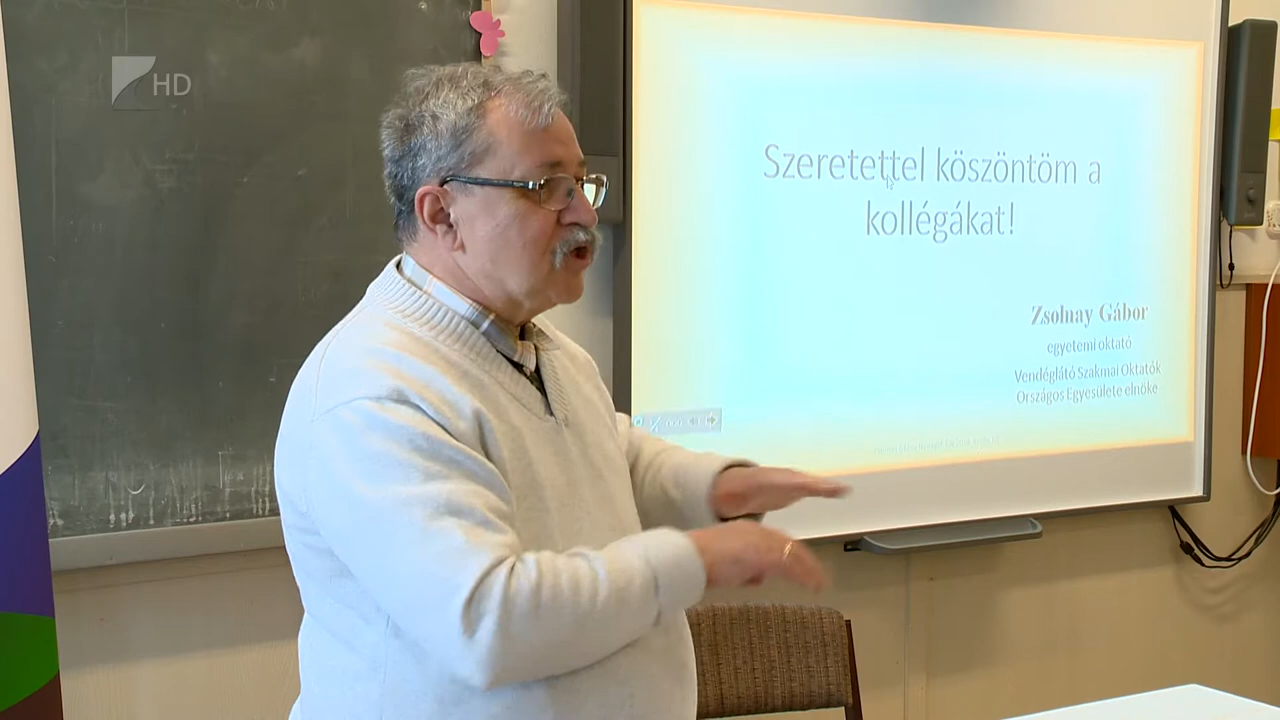 HD
Szeretettel köszöntöm a
kollégákat!
Zsolnay Gábor
egyetemi oktató
Vendéglátó Szakmai Oktatók
Országos Egyesülete elnöke